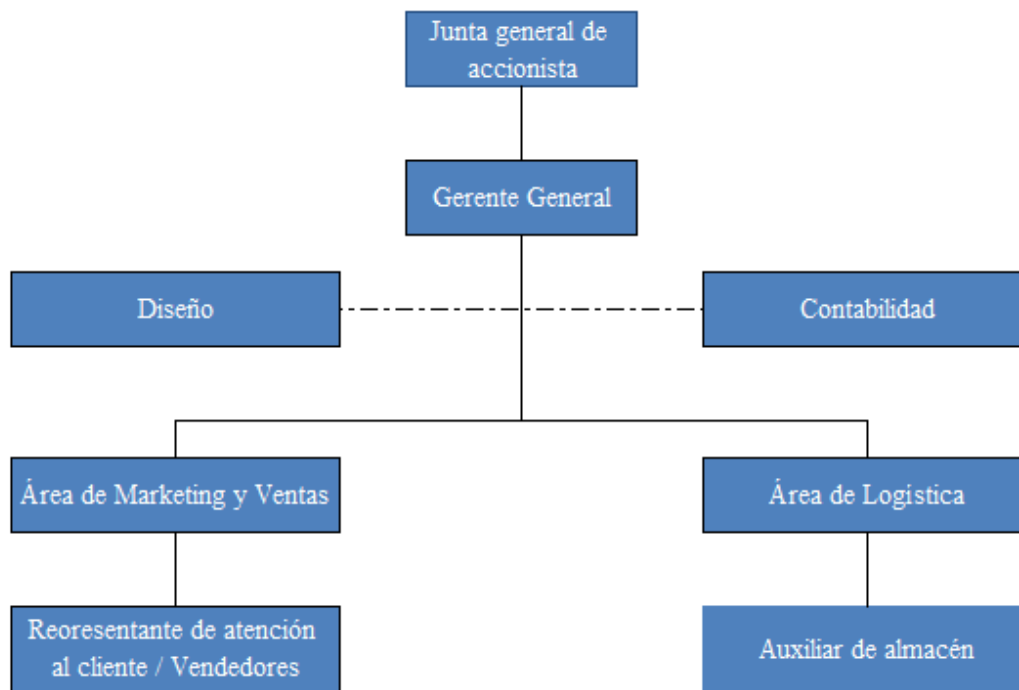 Junta general de
accionista
Gerente General
Diseño
Contabilidad
Área de Marketing y Ventas
Área de Logistica
Reoresentante de atención
al cliente / Vendedores
Auxiliar de almacén